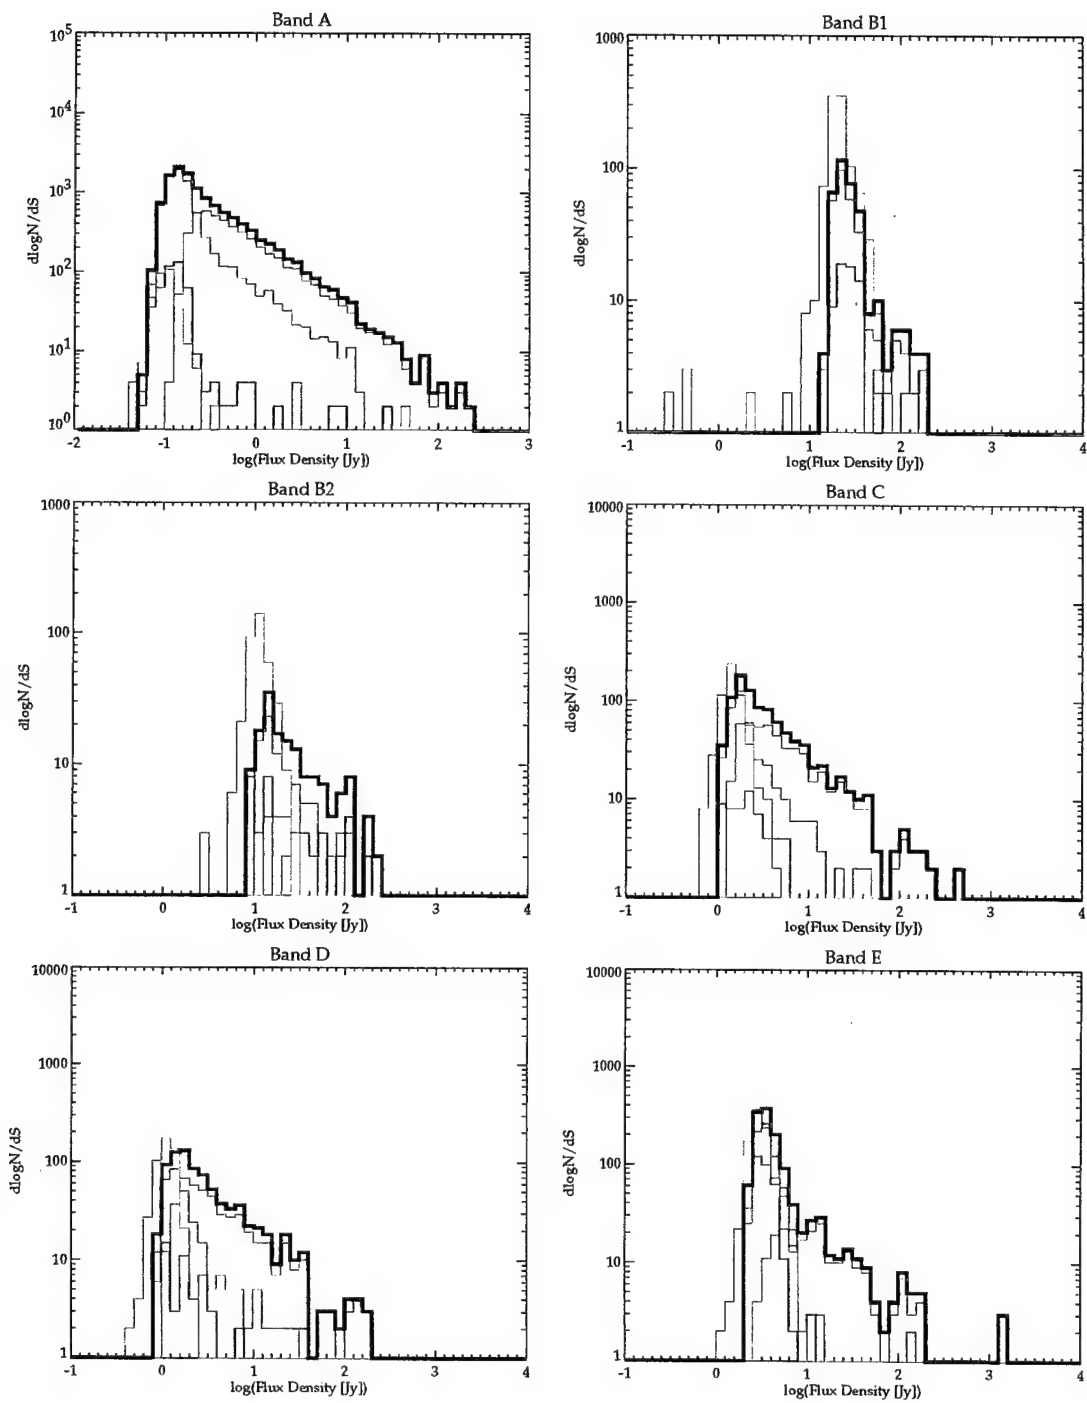 Band A
10^5
10^4
10^3
10^2
10^1
10^0
dlogN/dS
-2 -1 0 1 2 3
log(Flux Density [Jy])
Band B1
1000
100
10
1
dlogN/dS
-1 0 1 2 3 4
log(Flux Density [Jy])
Band B2
1000
100
10
1
dlogN/dS
-1 0 1 2 3 4
log(Flux Density [Jy])
Band C
10000
1000
100
10
1
dlogN/dS
-1 0 1 2 3 4
log(Flux Density [Jy])
Band D
10000
1000
100
10
1
dlogN/dS
-1 0 1 2 3 4
log(Flux Density [Jy])
Band E
10000
1000
100
10
1
dlogN/dS
-1 0 1 2 3 4
log(Flux Density [Jy])